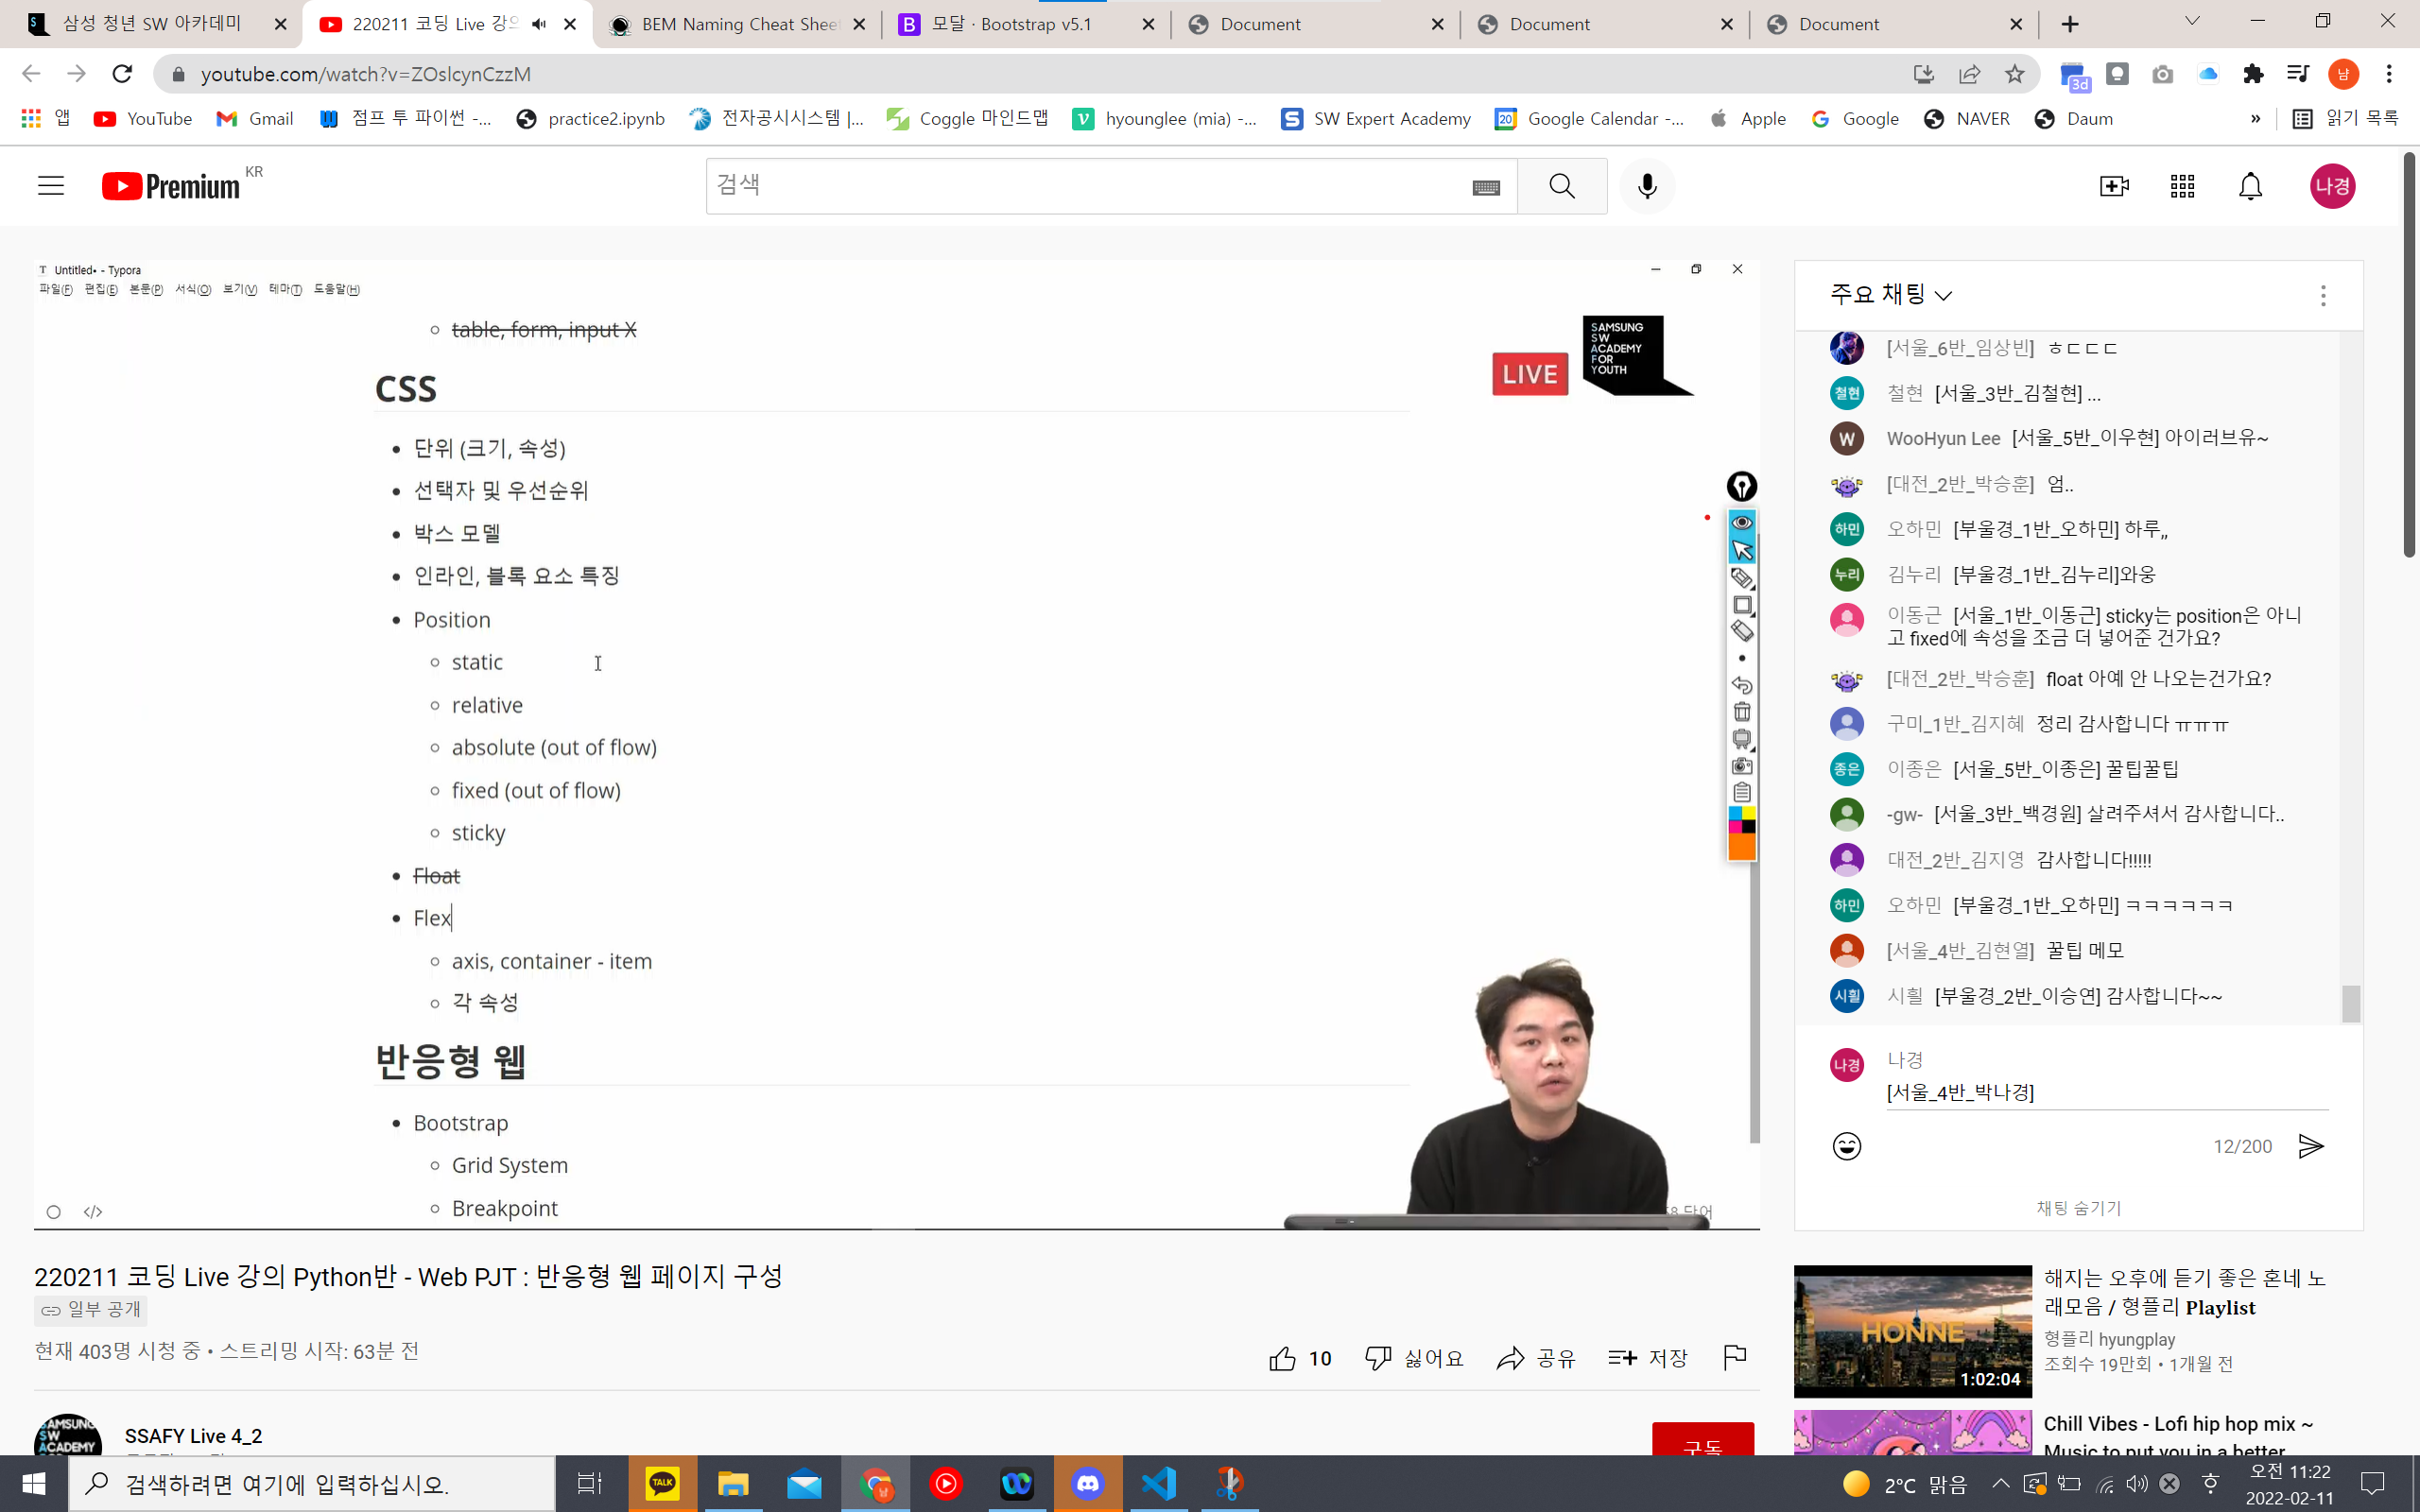 삼성 청년 SW 아카데미
220211 코딩 Live 강의
BEM Naming Cheat Sheet
모달 · Bootstrap v5.1
Document
Document
Document
youtube.com/watch?v=ZOslcynCzzM
3d
냠
앱
YouTube
Gmail
점프 투 파이썬 -...
practice2.ipynb
전자공시시스템 |...
Coggle 마인드맵
hyounglee (mia) -...
SW Expert Academy
Google Calendar -...
Apple
Google
NAVER
Daum
»
읽기 목록
Premium KR
검색
나경
Untitled• - Typora
파일(F) 편집(E) 본문(P) 서식(O) 보기(V) 테마(T) 도움말(H)
table, form, input X
LIVE
SAMSUNG
SW
ACADEMY
FOR
YOUTH
CSS
단위 (크기, 속성)
선택자 및 우선순위
박스 모델
인라인, 블록 요소 특징
Position
static
relative
absolute (out of flow)
fixed (out of flow)
sticky
Float
Flex
axis, container - item
각 속성
반응형 웹
Bootstrap
Grid System
Breakpoint
단어
주요 채팅
[서울_6반_임상빈] ㅎㄷㄷㄷ
철현 철현 [서울_3반_김철현] ...
W WooHyun Lee [서울_5반_이우현] 아이러브유~
[대전_2반_박승훈] 엄..
하민 오하민 [부울경_1반_오하민] 하루,,
누리 김누리 [부울경_1반_김누리]와웅
이동근 [서울_1반_이동근] sticky는 position은 아니
고 fixed에 속성을 조금 더 넣어준 건가요?
[대전_2반_박승훈] float 아예 안 나오는건가요?
구미_1반_김지혜 정리 감사합니다 ㅠㅠㅠ
종은 이종은 [서울_5반_이종은] 꿀팁꿀팁
-gw- [서울_3반_백경원] 살려주셔서 감사합니다..
대전_2반_김지영 감사합니다!!!!!
하민 오하민 [부울경_1반_오하민] ㅋㅋㅋㅋㅋㅋ
[서울_4반_김현열] 꿀팁 메모
시휠 시휠 [부울경_2반_이승연] 감사합니다~~
나경 나경
[서울_4반_박나경]
12/200
채팅 숨기기
220211 코딩 Live 강의 Python반 - Web PJT : 반응형 웹 페이지 구성
일부 공개
현재 403명 시청 중 • 스트리밍 시작: 63분 전
10 싫어요 공유 저장
SSAFY Live 4_2
구독
HONNE
1:02:04
해지는 오후에 듣기 좋은 혼네 노
래모음 / 형플리 Playlist
형플리 hyungplay
조회수 19만회 • 1개월 전
Chill Vibes - Lofi hip hop mix ~
Music to put you in a better
검색하려면 여기에 입력하십시오.
TALK
2°C 맑음
오전 11:22
2022-02-11